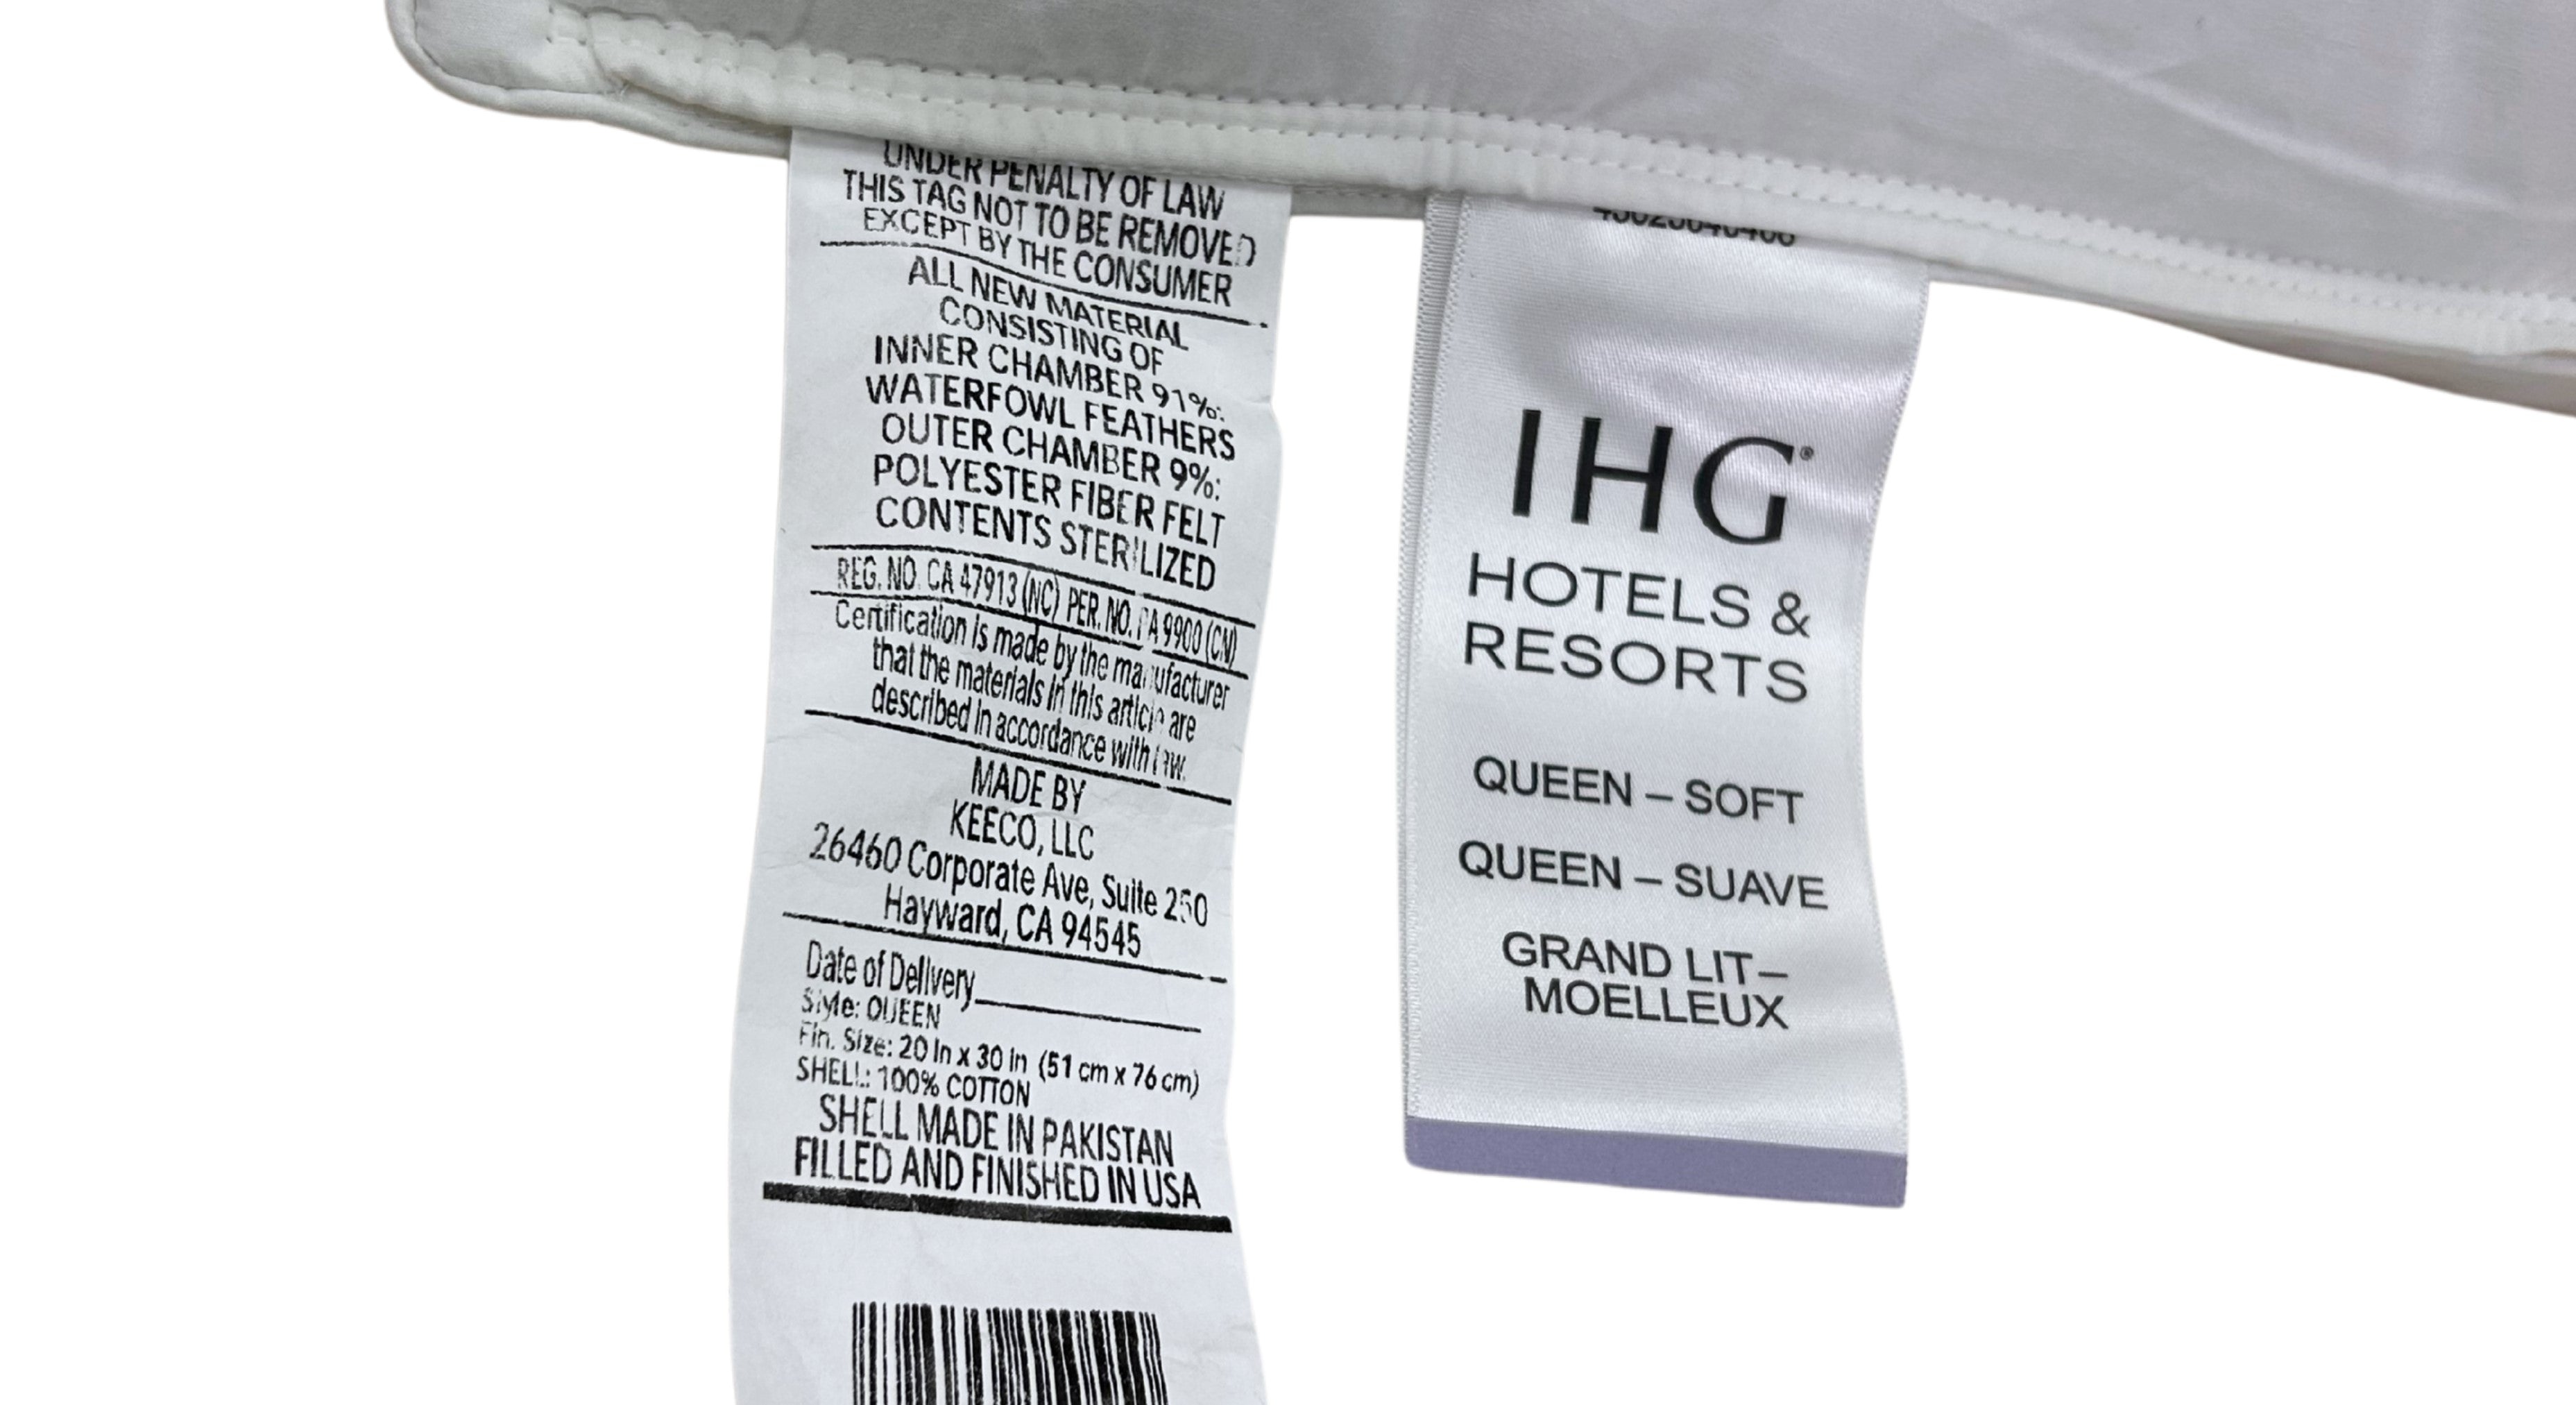 UNDER PENALTY OF LAW
THIS TAG NOT TO BE REMOVED
EXCEPT BY THE CONSUMER
ALL NEW MATERIAL
CONSISTING OF
INNER CHAMBER 91%:
WATERFOWL FEATHERS
OUTER CHAMBER 9%:
POLYESTER FIBER FELT
CONTENTS STERILIZED
REG. NO. CA 47913 (NC) PER. NO. PA 9900 (CN)
Certification is made by the manufacturer
that the materials in this article are
described in accordance with law.
MADE BY
KEECO, LLC
26460 Corporate Ave, Suite 250
Hayward, CA 94545
Date of Delivery
Style: QUEEN
Fin. Size: 20 in x 30 in (51 cm x 76 cm)
SHELL: 100% COTTON
SHELL MADE IN PAKISTAN
FILLED AND FINISHED IN USA
IHG®
HOTELS &
RESORTS
QUEEN – SOFT
QUEEN – SUAVE
GRAND LIT–
MOELLEUX